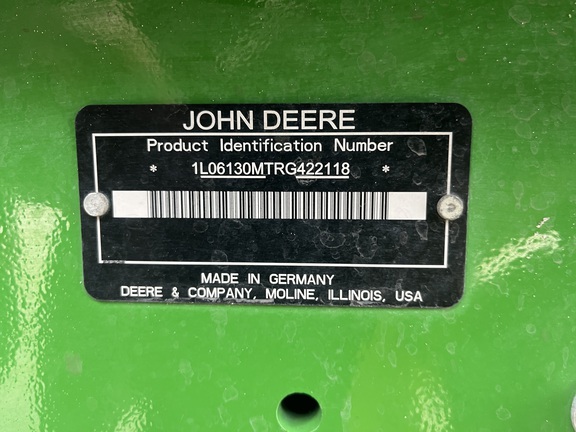 JOHN DEERE
Product Identification Number
* 1L06130MTRG422118 *
MADE IN GERMANY
DEERE & COMPANY, MOLINE, ILLINOIS, USA